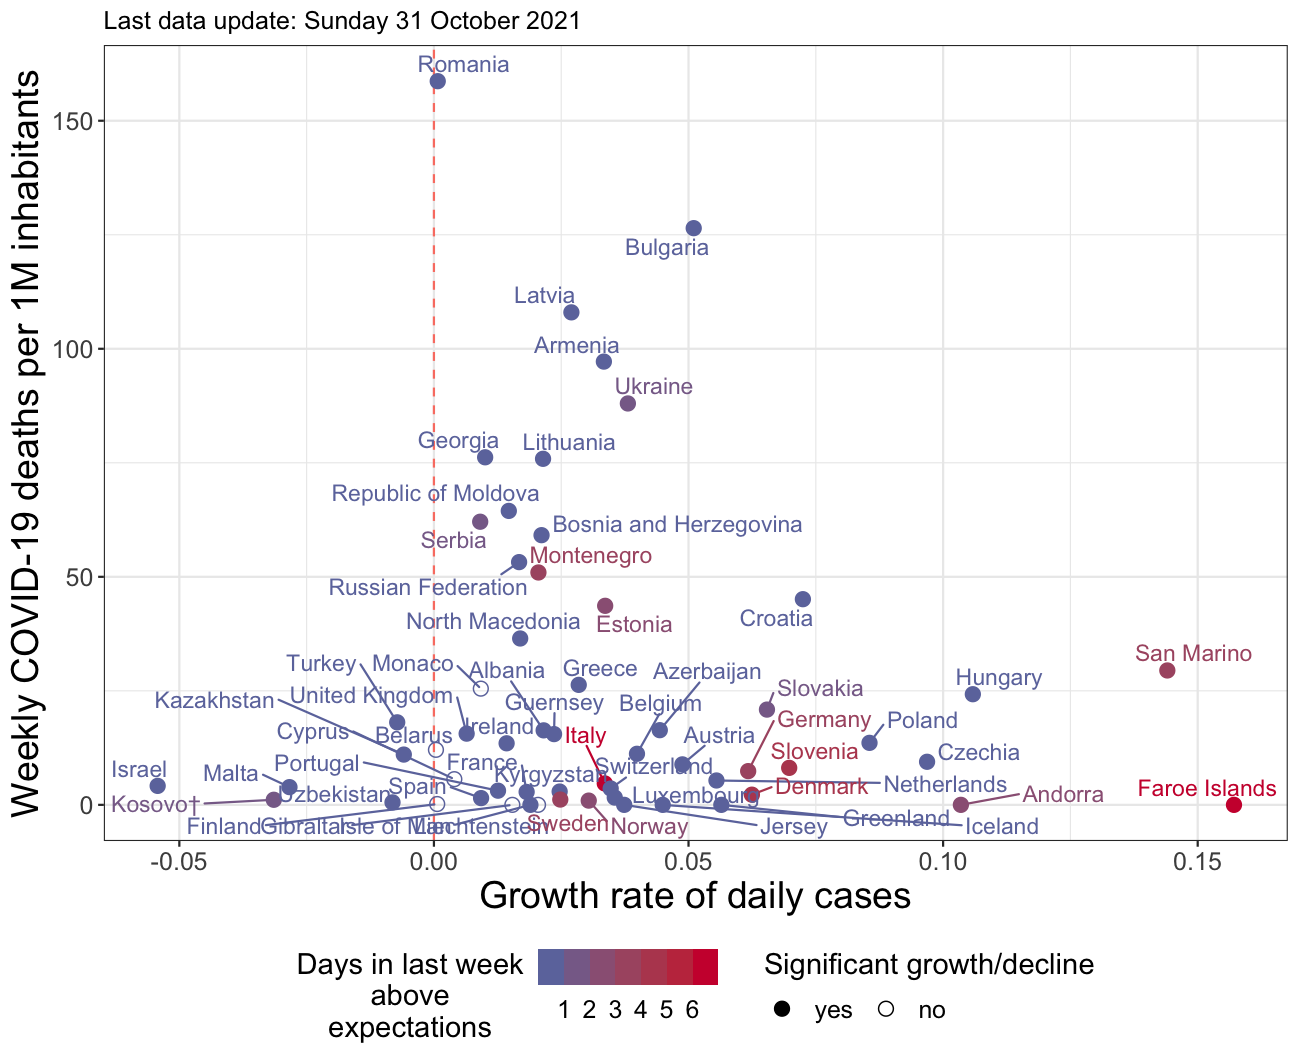 Last data update: Sunday 31 October 2021
Weekly COVID-19 deaths per 1M inhabitants
150
100
50
0
Romania
Bulgaria
Latvia
Armenia
Ukraine
Georgia
Lithuania
Republic of Moldova
Bosnia and Herzegovina
Serbia
Montenegro
Russian Federation
Croatia
North Macedonia
Estonia
San Marino
Turkey
Monaco
Albania
Greece
Azerbaijan
Hungary
Kazakhstan
United Kingdom
Guernsey
Belgium
Slovakia
Germany
Poland
Cyprus
Belarus
Ireland
Italy
Austria
Slovenia
Czechia
Israel
Malta
Portugal
France
Kyrgyzstan
Switzerland
Netherlands
Denmark
Faroe Islands
Kosovo†
Uzbekistan
Spain
Luxembourg
Andorra
Finland
Gibraltar
Isle of Man
Liechtenstein
Sweden
Norway
Jersey
Greenland
Iceland
-0.05
0.00
0.05
0.10
0.15
Growth rate of daily cases
Days in last week
above
expectations
1 2 3 4 5 6
Significant growth/decline
yes
no